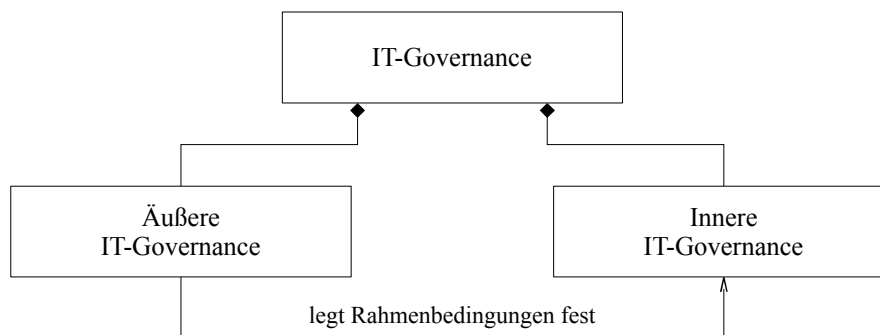 IT-Governance
Äußere
IT-Governance
Innere
IT-Governance
legt Rahmenbedingungen fest